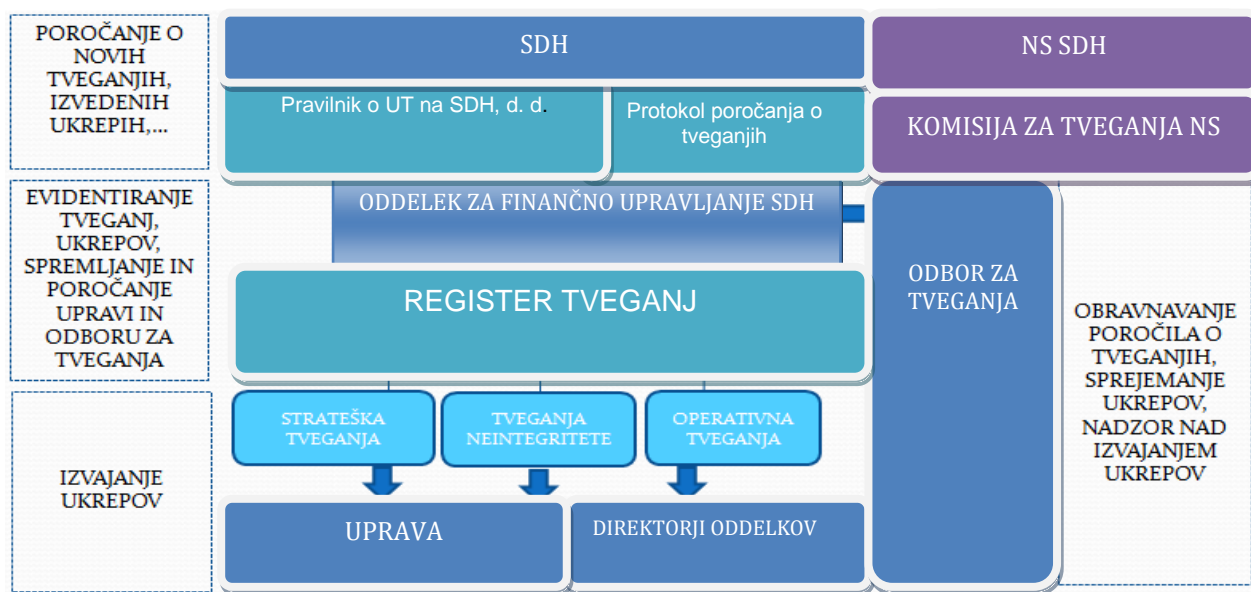 POROČANJE O
NOVIH
TVEGANJIH,
IZVEDENIH
UKREPIH,...
SDH
NS SDH
Pravilnik o UT na SDH, d. d.
Protokol poročanja o
tveganjih
KOMISIJA ZA TVEGANJA NS
EVIDENTIRANJE
TVEGANJ,
UKREPOV,
SPREMLJANJE IN
POROČANJE
UPRAVI IN
ODBORU ZA
TVEGANJA
ODDELEK ZA FINANČNO UPRAVLJANJE SDH
REGISTER TVEGANJ
ODBOR ZA
TVEGANJA
OBRAVNAVANJE
POROČILA O
TVEGANJIH,
SPREJEMANJE
UKREPOV,
NADZOR NAD
IZVAJANJEM
UKREPOV
STRATEŠKA
TVEGANJA
TVEGANJA
NEINTEGRITETE
OPERATIVNA
TVEGANJA
IZVAJANJE
UKREPOV
UPRAVA
DIREKTORJI ODDELKOV